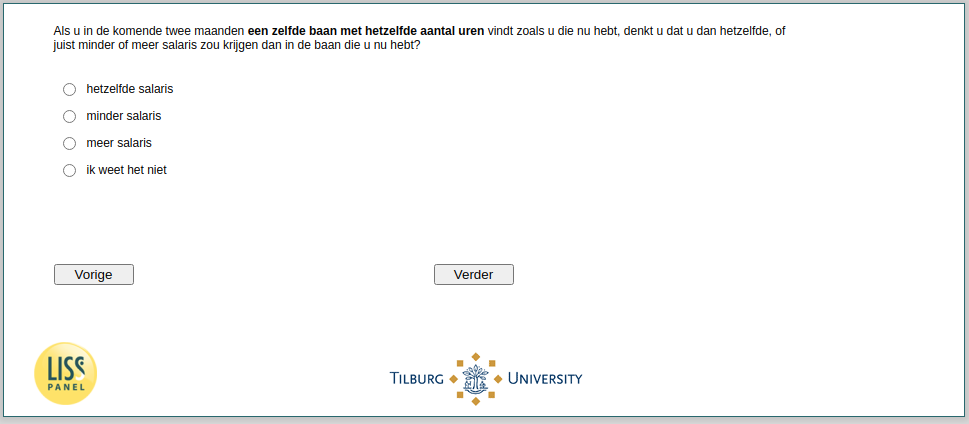 Als u in de komende twee maanden een zelfde baan met hetzelfde aantal uren vindt zoals u die nu hebt, denkt u dat u dan hetzelfde, of
juist minder of meer salaris zou krijgen dan in de baan die u nu hebt?
hetzelfde salaris
minder salaris
meer salaris
ik weet het niet
Vorige
Verder
LISS
PANEL
TILBURG UNIVERSITY